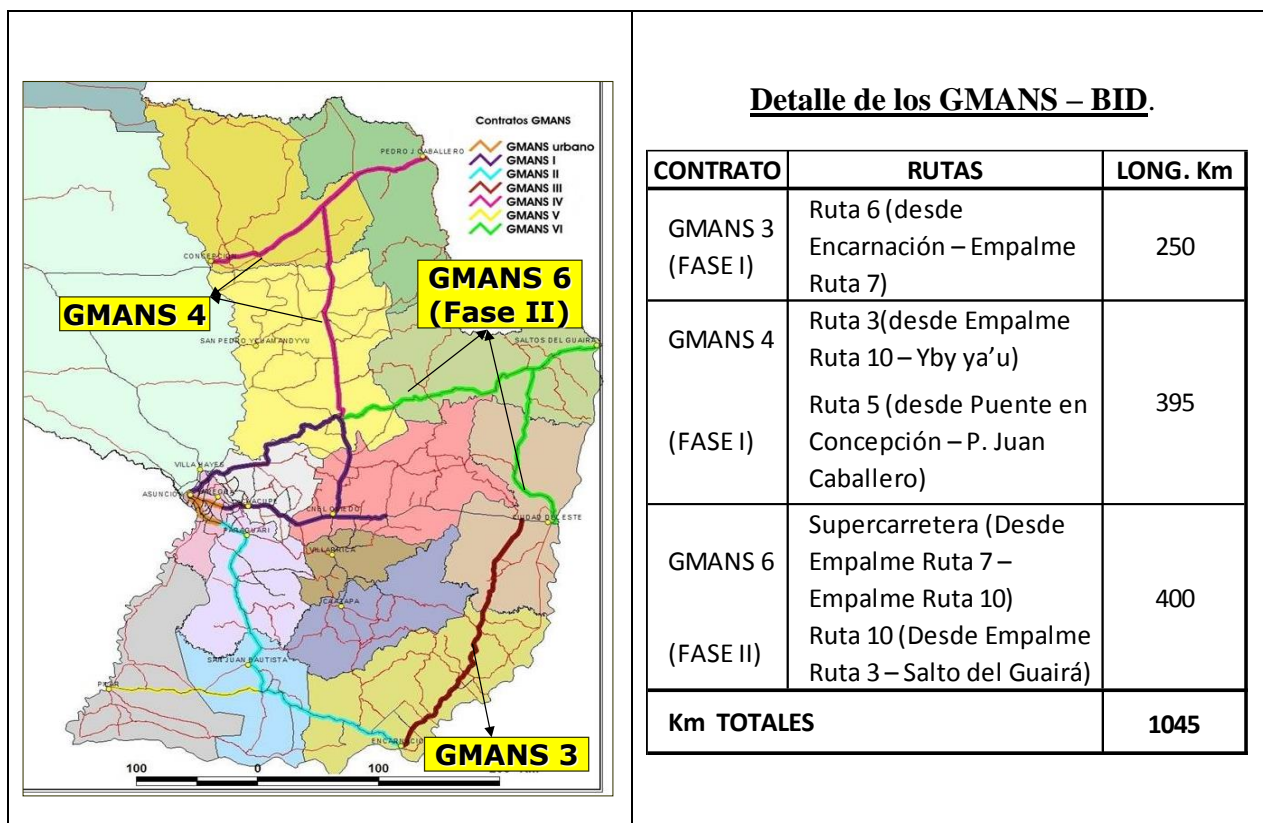 Contratos GMANS
GMANS urbano
GMANS I
GMANS II
GMANS III
GMANS IV
GMANS V
GMANS VI
PEDRO J CABALLERO
CONCEPCION
GMANS 4
GMANS 6
(Fase II)
SALTOS DEL GUAIRA
VILLA HAYES
ASUNCION
CNEL OVIEDO
CIUDAD DEL ESTE
PARAGUARI
VILLARRICA
CAAZAPA
SAN JUAN BAUTISTA
PILAR
GMANS 3
100 0 100
Detalle de los GMANS – BID.
CONTRATO RUTAS LONG. Km
GMANS 3
(FASE I)
Ruta 6 (desde
Encarnación – Empalme
Ruta 7)
250
GMANS 4
(FASE I)
Ruta 3(desde Empalme
Ruta 10 – Yby ya’u)
Ruta 5 (desde Puente en
Concepción – P. Juan
Caballero)
395
GMANS 6
(FASE II)
Supercarretera (Desde
Empalme Ruta 7 –
Empalme Ruta 10)
Ruta 10 (Desde Empalme
Ruta 3 – Salto del Guairá)
400
Km TOTALES 1045